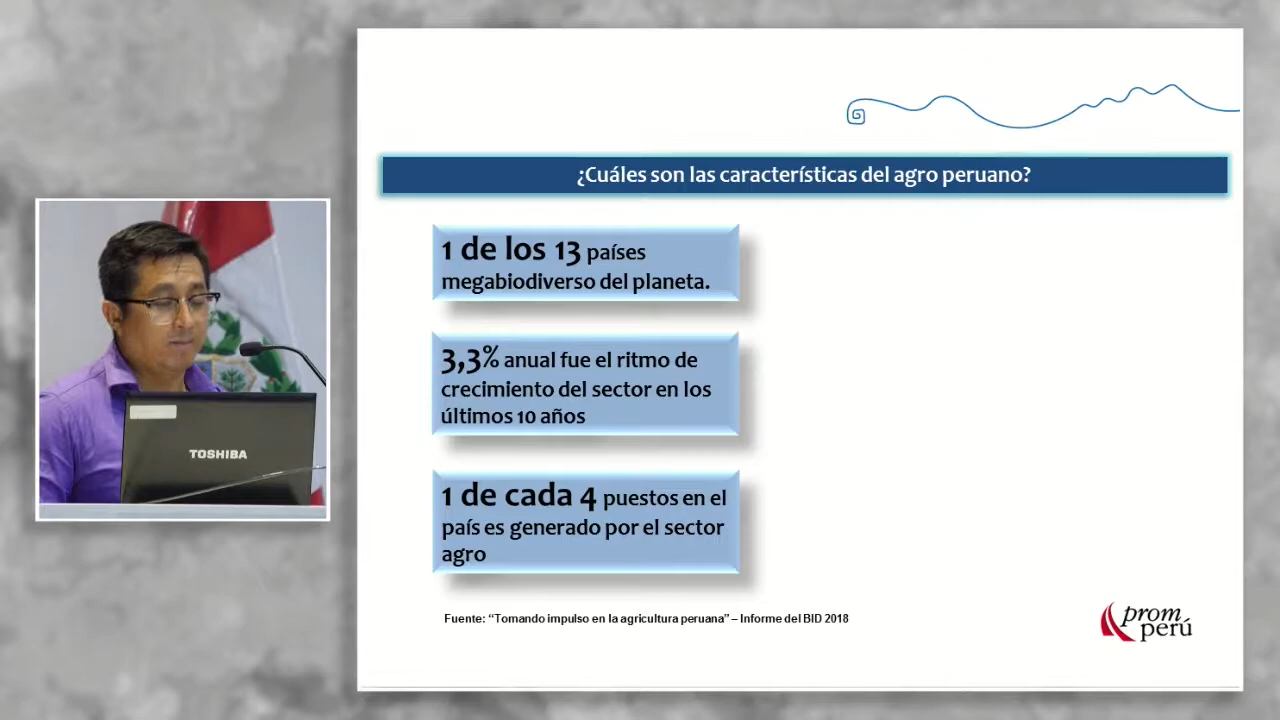 ¿Cuáles son las características del agro peruano?
1 de los 13 países
megabiodiverso del planeta.
3,3% anual fue el ritmo de
crecimiento del sector en los
últimos 10 años
1 de cada 4 puestos en el
país es generado por el sector
agro
Fuente: “Tomando impulso en la agricultura peruana” – Informe del BID 2018
prom
perú
TOSHIBA